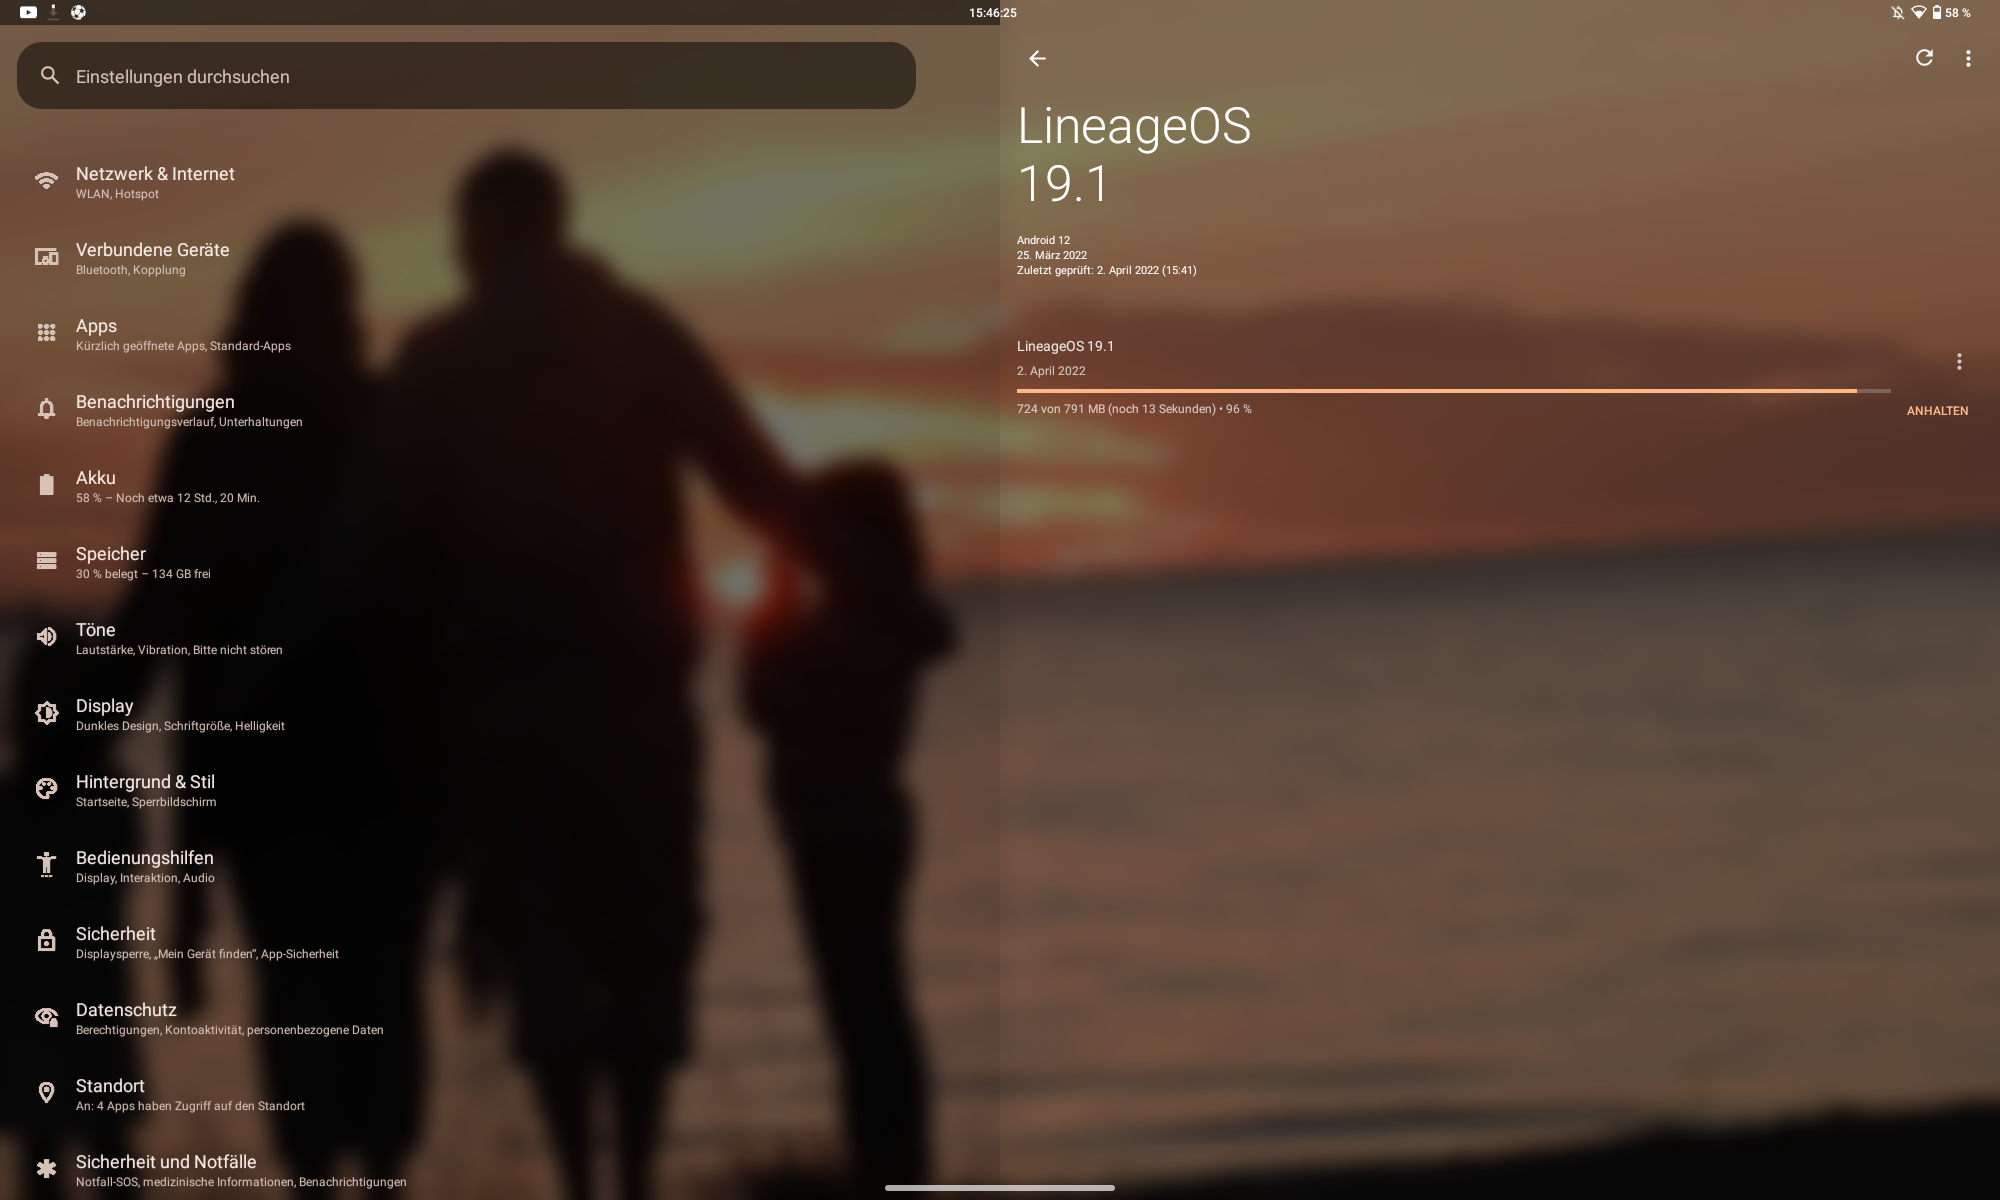 15:46:25
58 %
Einstellungen durchsuchen
Netzwerk & Internet
WLAN, Hotspot
Verbundene Geräte
Bluetooth, Kopplung
Apps
Kürzlich geöffnete Apps, Standard-Apps
Benachrichtigungen
Benachrichtigungsverlauf, Unterhaltungen
Akku
58 % – Noch etwa 12 Std., 20 Min.
Speicher
30 % belegt – 134 GB frei
Töne
Lautstärke, Vibration, Bitte nicht stören
Display
Dunkles Design, Schriftgröße, Helligkeit
Hintergrund & Stil
Startseite, Sperrbildschirm
Bedienungshilfen
Display, Interaktion, Audio
Sicherheit
Displaysperre, „Mein Gerät finden“, App-Sicherheit
Datenschutz
Berechtigungen, Kontoaktivität, personenbezogene Daten
Standort
An: 4 Apps haben Zugriff auf den Standort
Sicherheit und Notfälle
Notfall-SOS, medizinische Informationen, Benachrichtigungen
LineageOS
19.1
Android 12
25. März 2022
Zuletzt geprüft: 2. April 2022 (15:41)
LineageOS 19.1
2. April 2022
724 von 791 MB (noch 13 Sekunden) • 96 %
ANHALTEN